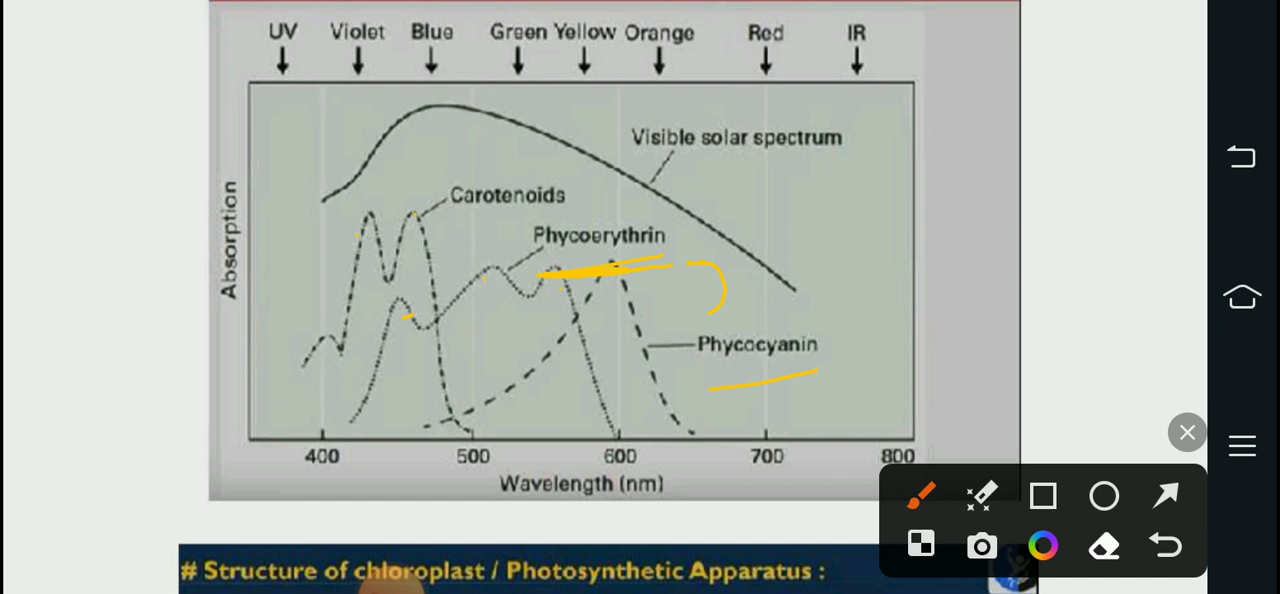 UV Violet Blue Green Yellow Orange Red IR
Visible solar spectrum
Carotenoids
Phycoerythrin
Phycocyanin
Absorption
400 500 600 700 800
Wavelength (nm)
# Structure of chloroplast / Photosynthetic Apparatus :